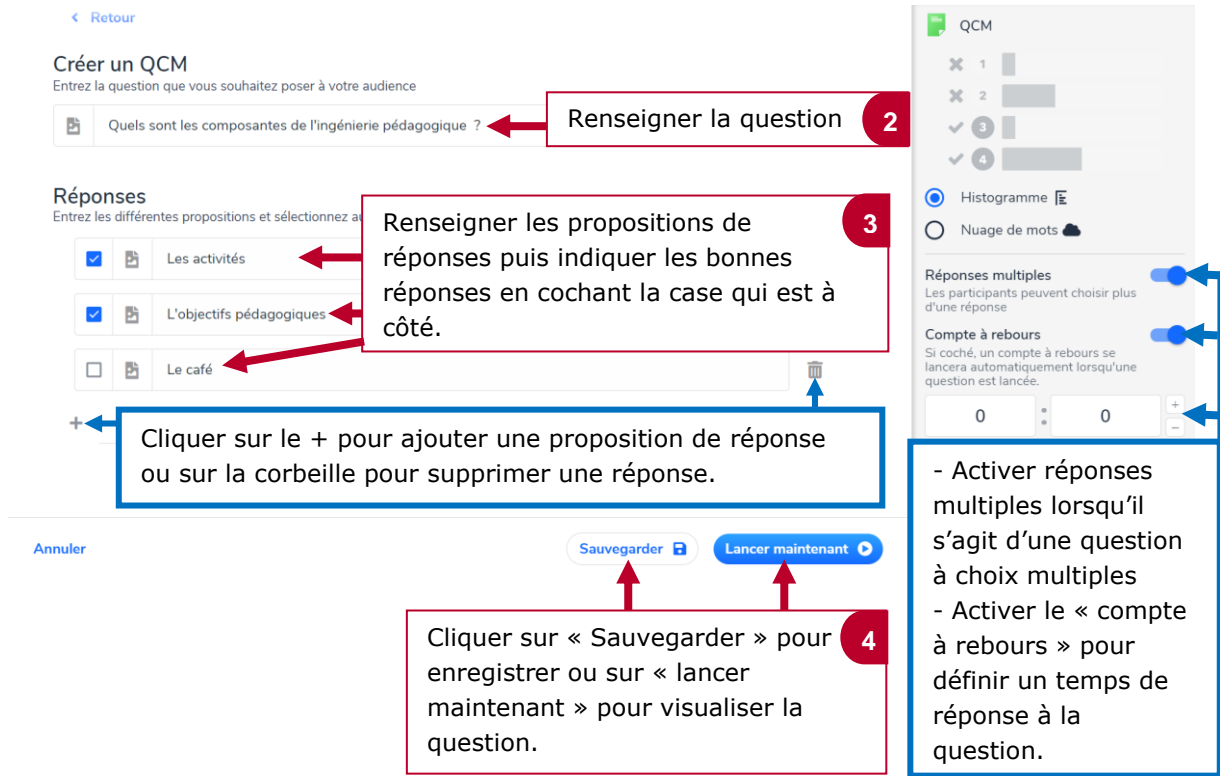 Retour
Créer un QCM
Entrez la question que vous souhaitez poser à votre audience
Quels sont les composantes de l'ingénierie pédagogique ?
Renseigner la question
2
Réponses
Entrez les différentes propositions et sélectionnez au
Les activités
L'objectifs pédagogiques
Le café
Renseigner les propositions de
réponses puis indiquer les bonnes
réponses en cochant la case qui est à
côté.
3
+
Cliquer sur le + pour ajouter une proposition de réponse
ou sur la corbeille pour supprimer une réponse.
Annuler
Sauvegarder
Lancer maintenant
Cliquer sur « Sauvegarder » pour
enregistrer ou sur « lancer
maintenant » pour visualiser la
question.
4
QCM
1
2
3
4
Histogramme
Nuage de mots
Réponses multiples
Les participants peuvent choisir plus
d'une réponse
Compte à rebours
Si coché, un compte à rebours se
lancera automatiquement lorsqu'une
question est lancée.
0 : 0
+
−
- Activer réponses
multiples lorsqu’il
s’agit d’une question
à choix multiples
- Activer le « compte
à rebours » pour
définir un temps de
réponse à la
question.